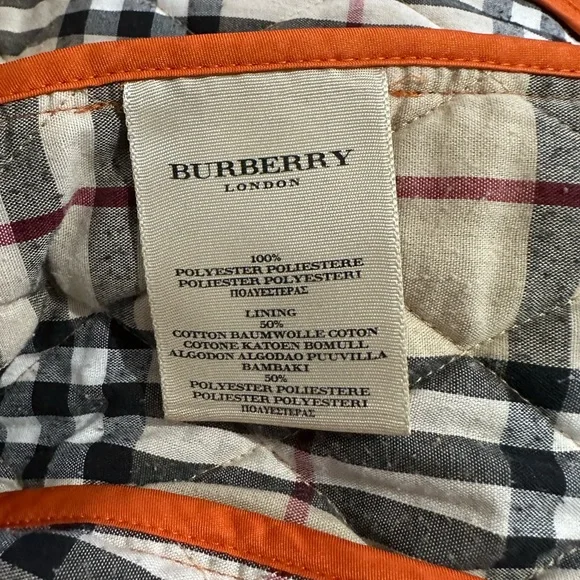 BURBERRY
LONDON
100%
POLYESTER POLIESTERE
POLIESTER POLYESTERI
ΠΟΛΥΕΣΤΕΡΑΣ
LINING
50%
COTTON BAUMWOLLE COTON
COTONE KATOEN BOMULL
ALGODON ALGODAO PUUVILLA
BAMBAKI
50%
POLYESTER POLIESTERE
POLIESTER POLYESTERI
ΠΟΛΥΕΣΤΕΡΑΣ